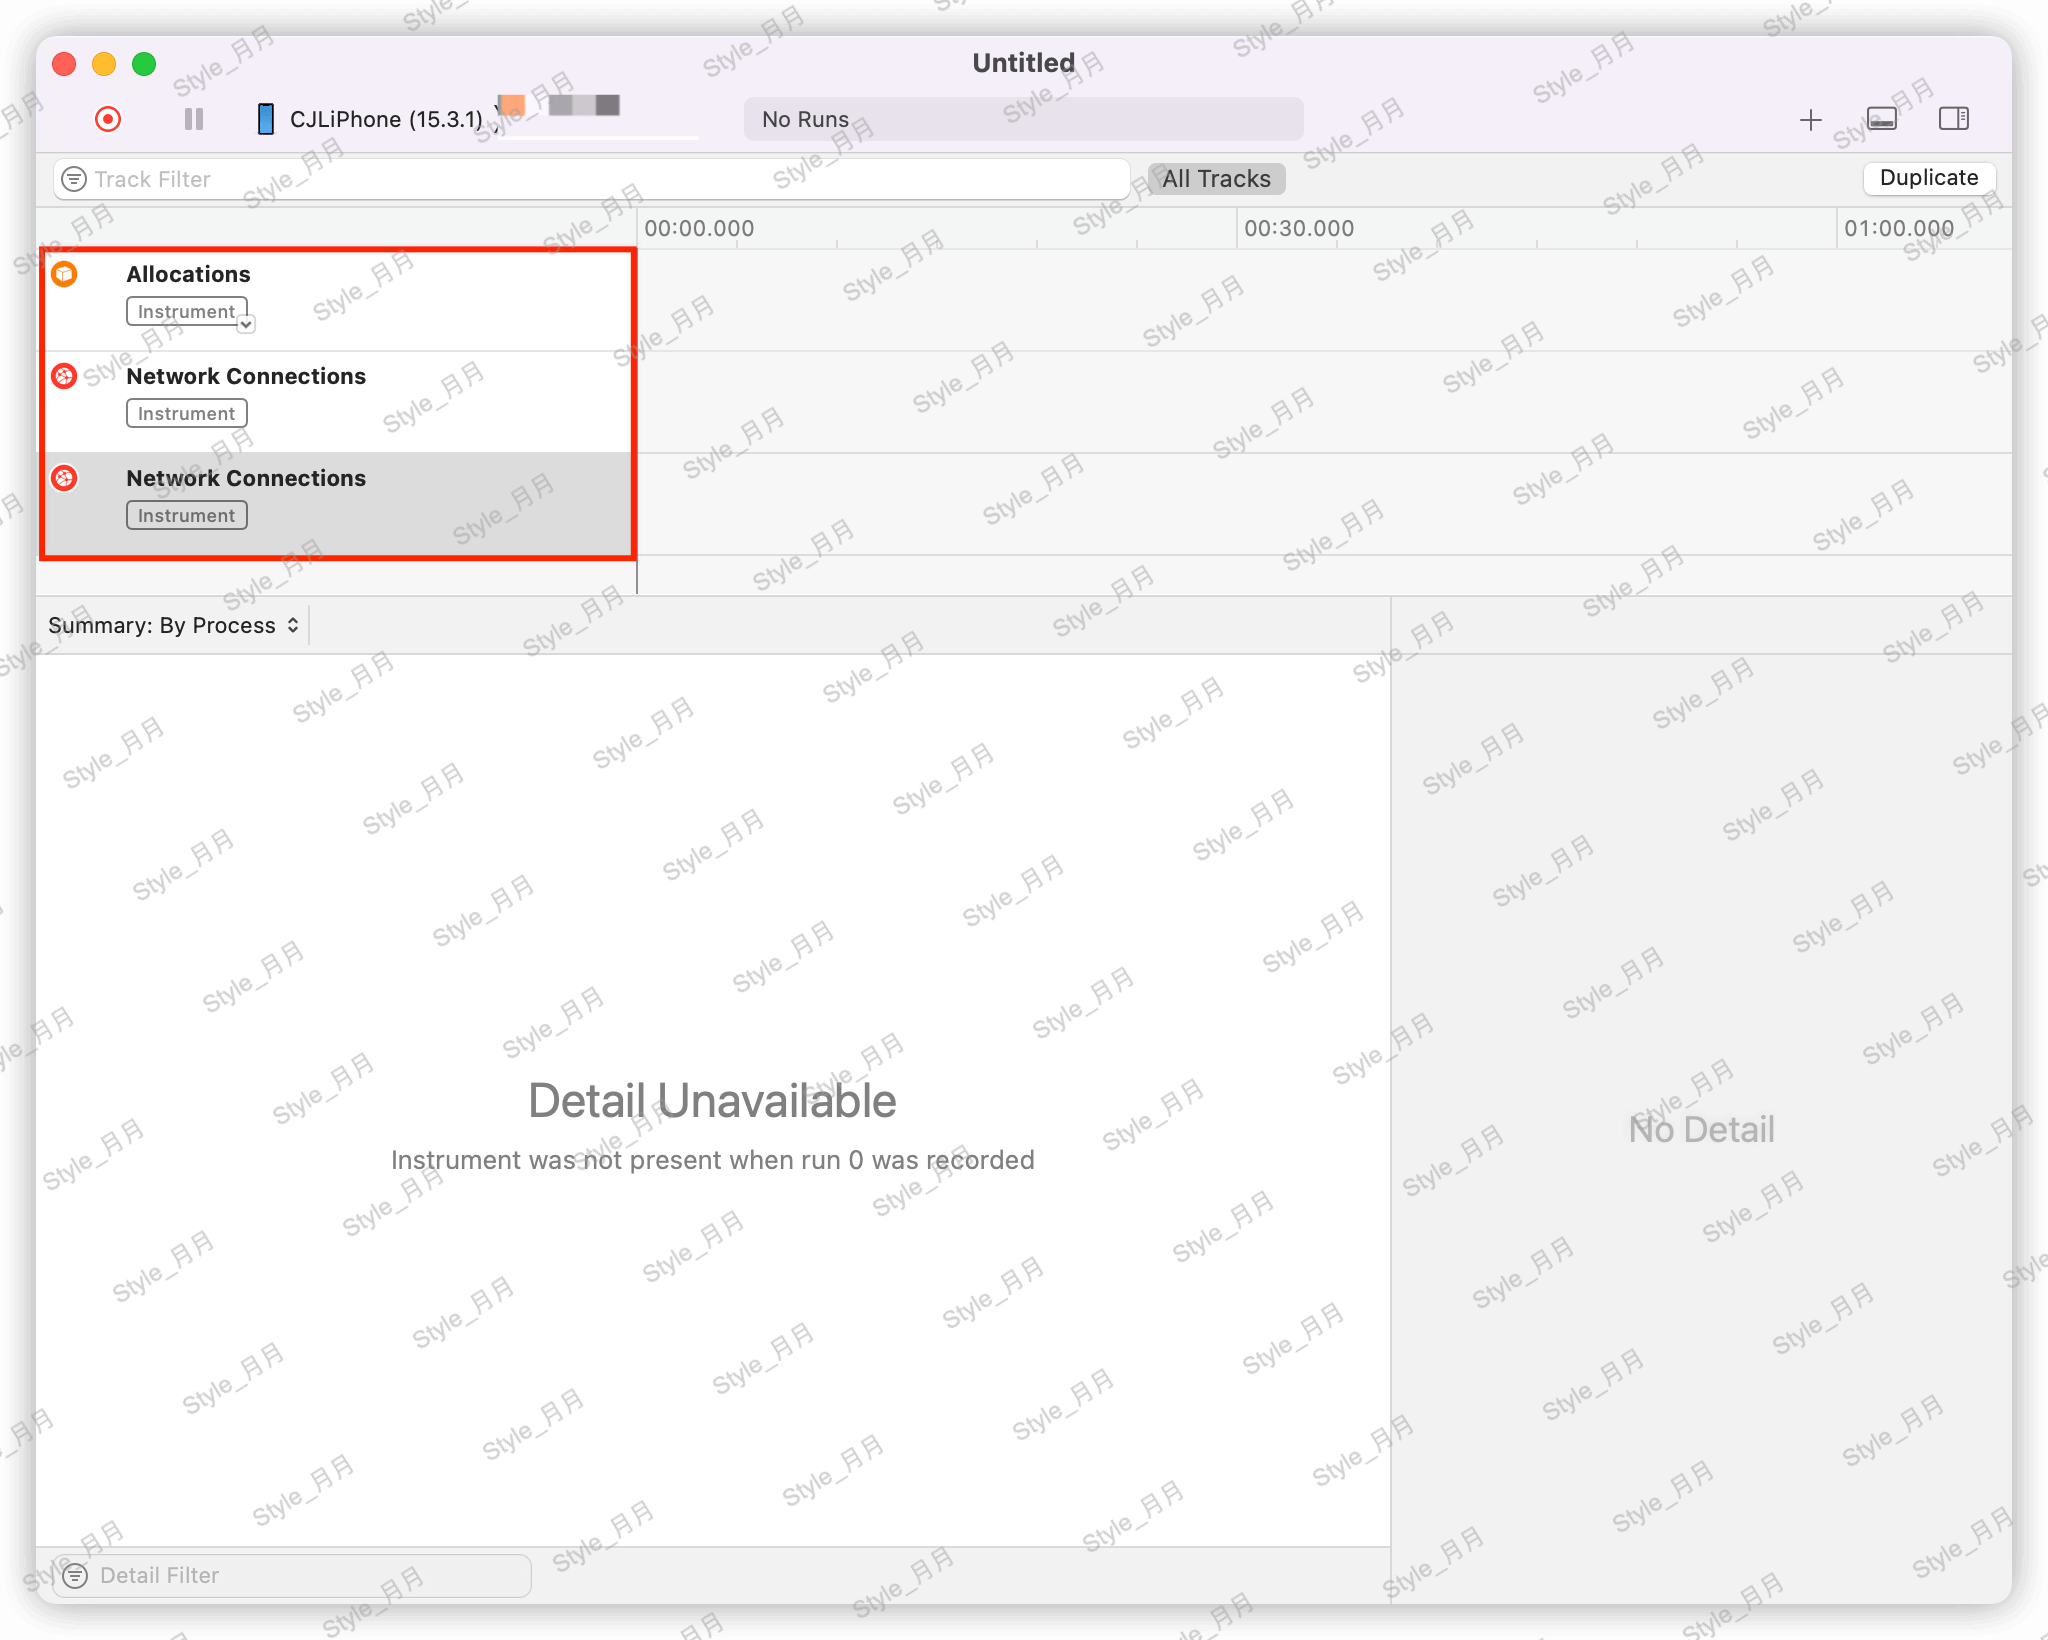 Untitled
CJLiPhone (15.3.1)
No Runs
Track Filter
All Tracks
Duplicate
00:00.000
00:30.000
01:00.000
Allocations
Instrument
Network Connections
Instrument
Network Connections
Instrument
Summary: By Process
Detail Unavailable
Instrument was not present when run 0 was recorded
No Detail
Detail Filter
Style_月月